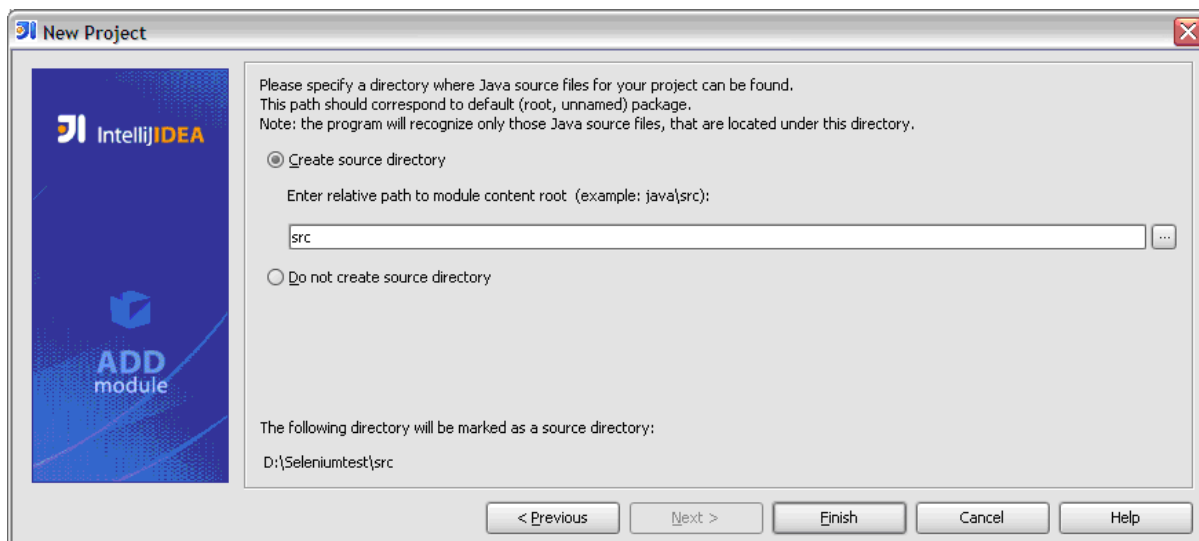 New Project
IntelliJIDEA
ADD
module
Please specify a directory where Java source files for your project can be found.
This path should correspond to default (root, unnamed) package.
Note: the program will recognize only those Java source files, that are located under this directory.
Create source directory
Enter relative path to module content root  (example: java\src):
src
...
Do not create source directory
The following directory will be marked as a source directory:
D:\Seleniumtest\src
< Previous
Next >
Finish
Cancel
Help